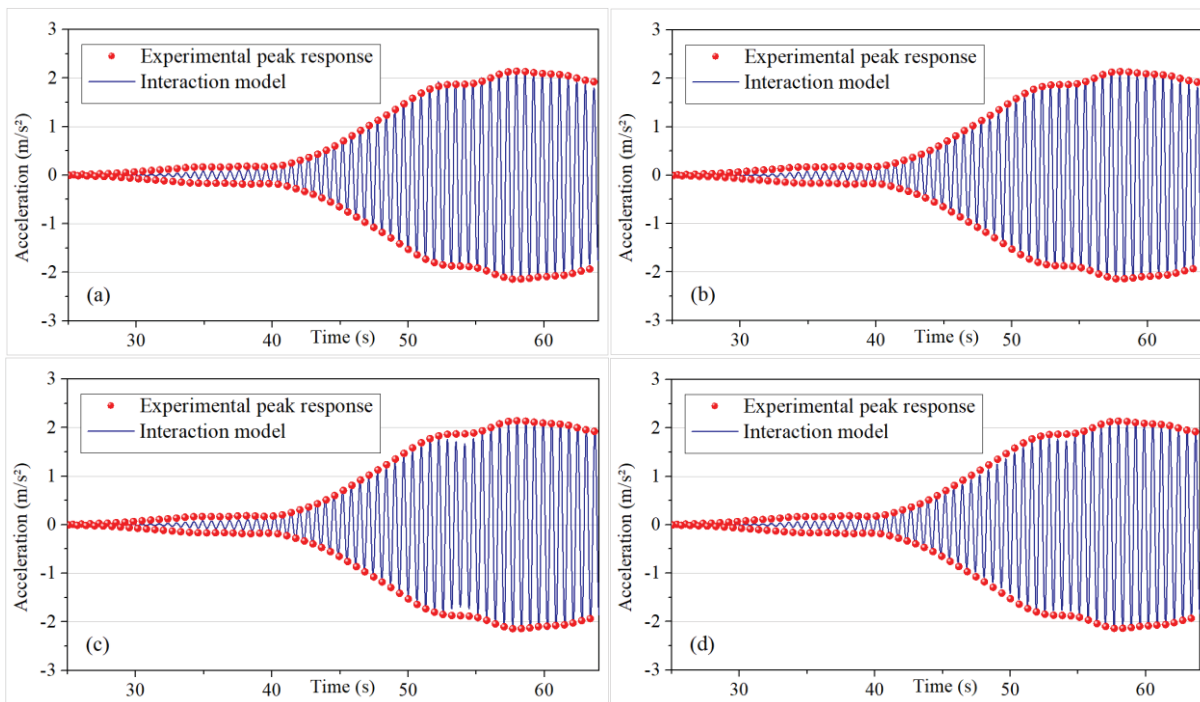 3
2
1
0
-1
-2
-3
Acceleration (m/s²)
Experimental peak response
Interaction model
(a)
Time (s)
30
40
50
60
3
2
1
0
-1
-2
-3
Acceleration (m/s²)
Experimental peak response
Interaction model
(b)
Time (s)
30
40
50
60
3
2
1
0
-1
-2
-3
Acceleration (m/s²)
Experimental peak response
Interaction model
(c)
Time (s)
30
40
50
60
3
2
1
0
-1
-2
-3
Acceleration (m/s²)
Experimental peak response
Interaction model
(d)
Time (s)
30
40
50
60